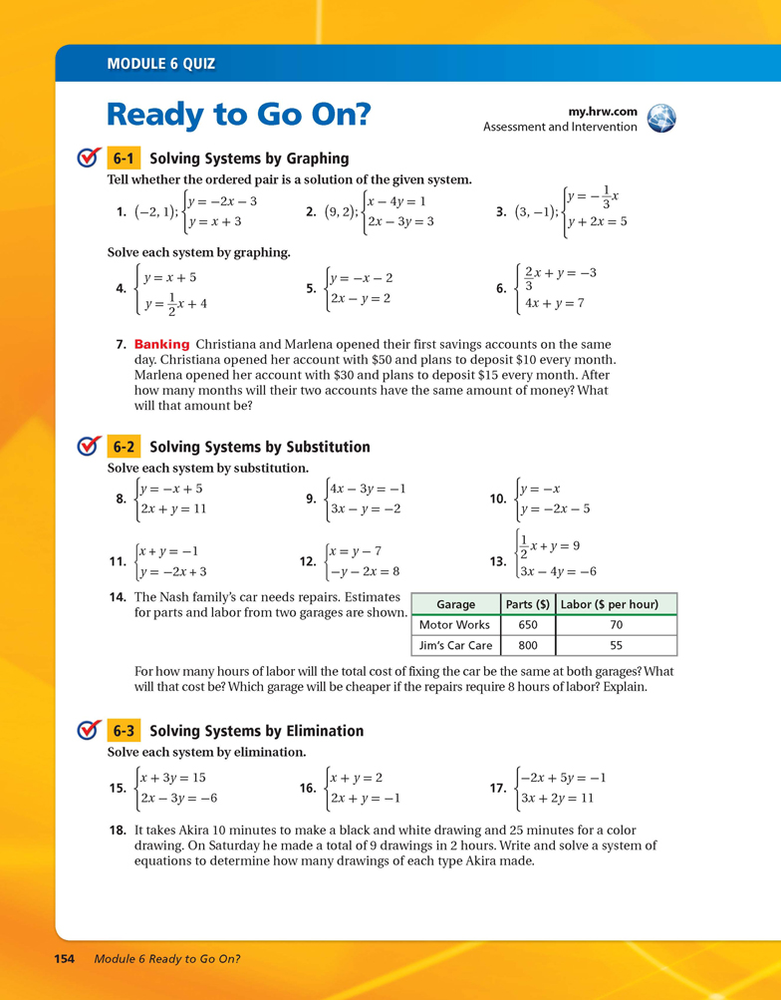 MODULE 6 QUIZ
Ready to Go On?
my.hrw.com
Assessment and Intervention
6-1 Solving Systems by Graphing
Tell whether the ordered pair is a solution of the given system.
1. (−2, 1); { y = −2x − 3
y = x + 3
2. (9, 2); { x − 4y = 1
2x − 3y = 3
3. (3, −1); { y = − 1/3 x
y + 2x = 5
Solve each system by graphing.
4. { y = x + 5
y = 1/2 x + 4
5. { y = −x − 2
2x − y = 2
6. { 2/3 x + y = −3
4x + y = 7
7. Banking Christiana and Marlena opened their first savings accounts on the same
day. Christiana opened her account with $50 and plans to deposit $10 every month.
Marlena opened her account with $30 and plans to deposit $15 every month. After
how many months will their two accounts have the same amount of money? What
will that amount be?
6-2 Solving Systems by Substitution
Solve each system by substitution.
8. { y = −x + 5
2x + y = 11
9. { 4x − 3y = −1
3x − y = −2
10. { y = −x
y = −2x − 5
11. { x + y = −1
y = −2x + 3
12. { x = y − 7
−y − 2x = 8
13. { 1/2 x + y = 9
3x − 4y = −6
14. The Nash family’s car needs repairs. Estimates
for parts and labor from two garages are shown.
Garage Parts ($) Labor ($ per hour)
Motor Works 650 70
Jim’s Car Care 800 55
For how many hours of labor will the total cost of fixing the car be the same at both garages? What
will that cost be? Which garage will be cheaper if the repairs require 8 hours of labor? Explain.
6-3 Solving Systems by Elimination
Solve each system by elimination.
15. { x + 3y = 15
2x − 3y = −6
16. { x + y = 2
2x + y = −1
17. { −2x + 5y = −1
3x + 2y = 11
18. It takes Akira 10 minutes to make a black and white drawing and 25 minutes for a color
drawing. On Saturday he made a total of 9 drawings in 2 hours. Write and solve a system of
equations to determine how many drawings of each type Akira made.
154 Module 6 Ready to Go On?